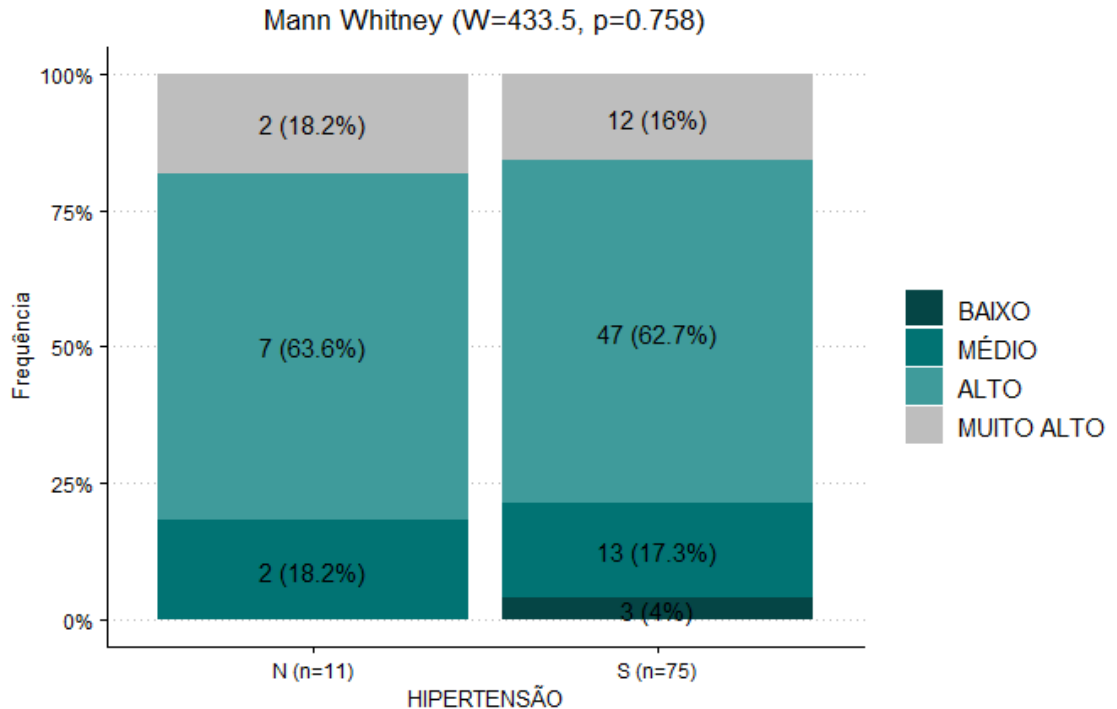 Mann Whitney (W=433.5, p=0.758)
Frequência
100%
75%
50%
25%
0%
2 (18.2%)
7 (63.6%)
2 (18.2%)
12 (16%)
47 (62.7%)
13 (17.3%)
3 (4%)
N (n=11)
S (n=75)
HIPERTENSÃO
BAIXO
MÉDIO
ALTO
MUITO ALTO